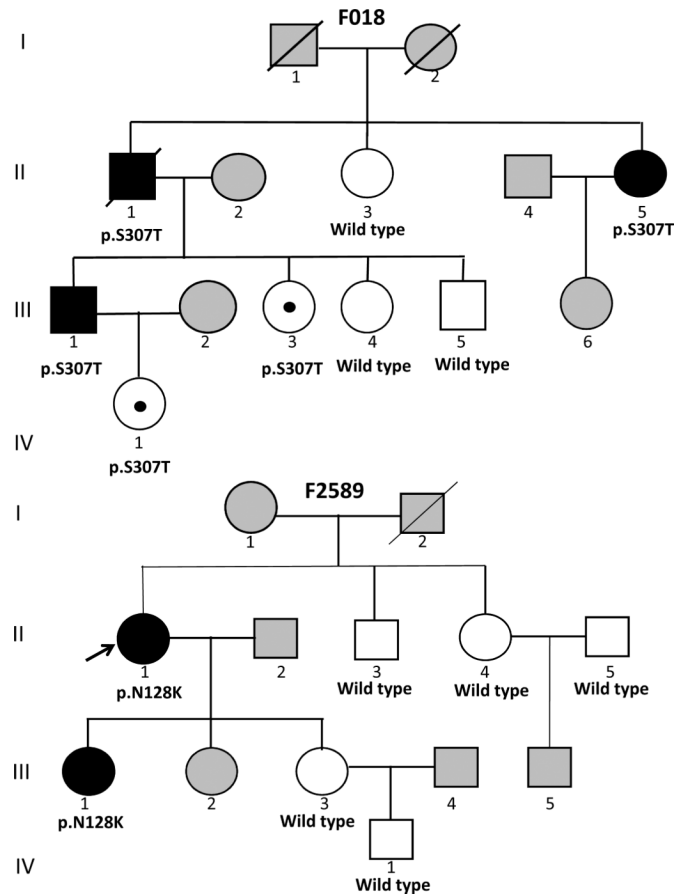 F018
I
1 2
II
1 2 3 4 5
p.S307T Wild type p.S307T
III
1 2 3 4 5 6
p.S307T p.S307T Wild type Wild type
1
IV
p.S307T
F2589
I
1 2
II
1 2 3 4 5
p.N128K Wild type Wild type Wild type
III
1 2 3 4 5
p.N128K Wild type
IV
1
Wild type